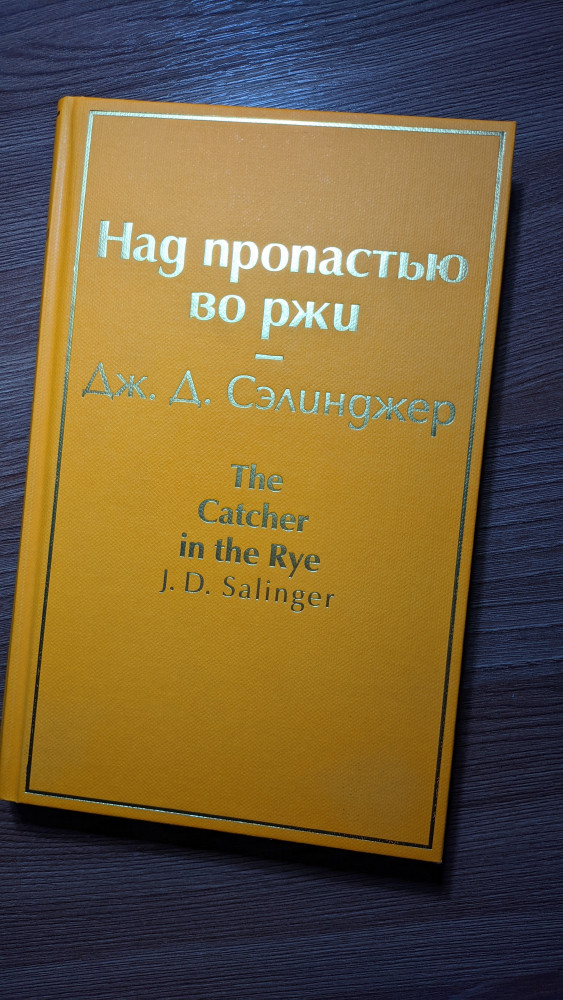 Над пропастью
во ржи
–
Дж. Д. Сэлинджер
The
Catcher
in the Rye
J. D. Salinger